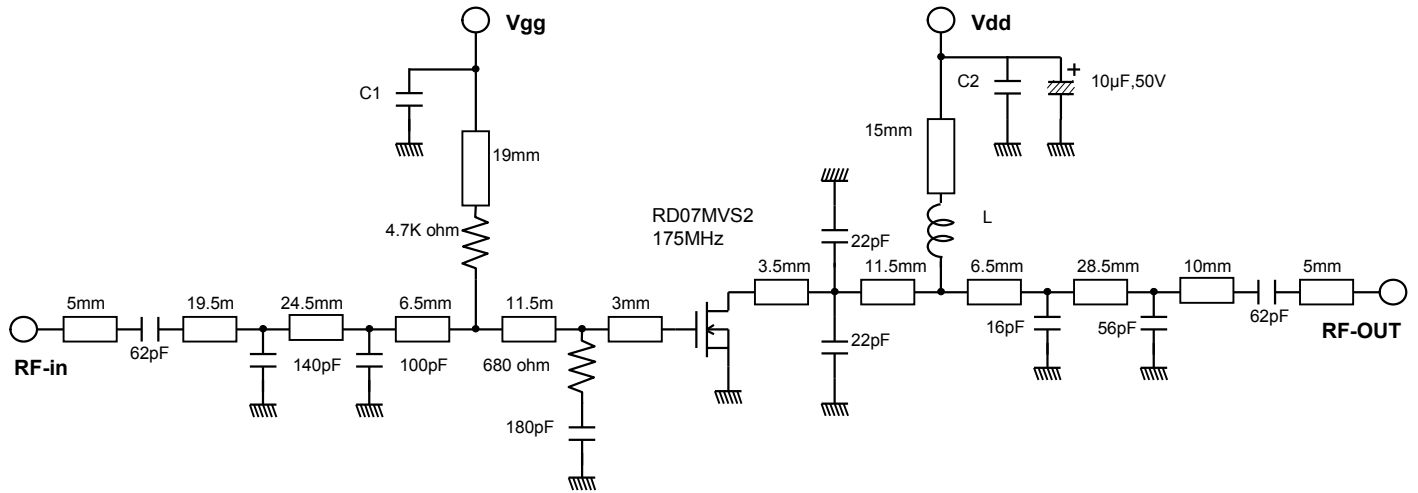 Vgg
Vdd
C1
C2
+
10µF,50V
19mm
15mm
4.7K ohm
RD07MVS2
175MHz
L
22pF
3.5mm
11.5mm
6.5mm
28.5mm
10mm
5mm
5mm
19.5m
24.5mm
6.5mm
11.5m
3mm
62pF
140pF
100pF
680 ohm
22pF
16pF
56pF
62pF
RF-in
RF-OUT
180pF